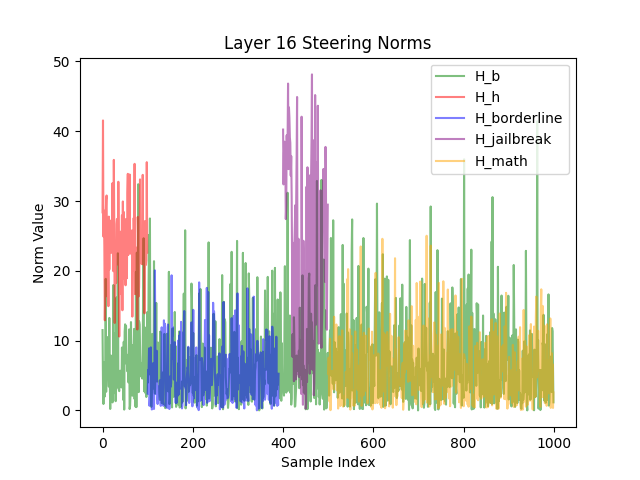 Layer 16 Steering Norms
H_b
H_h
H_borderline
H_jailbreak
H_math
50
40
30
20
10
0
Norm Value
0
200
400
600
800
1000
Sample Index